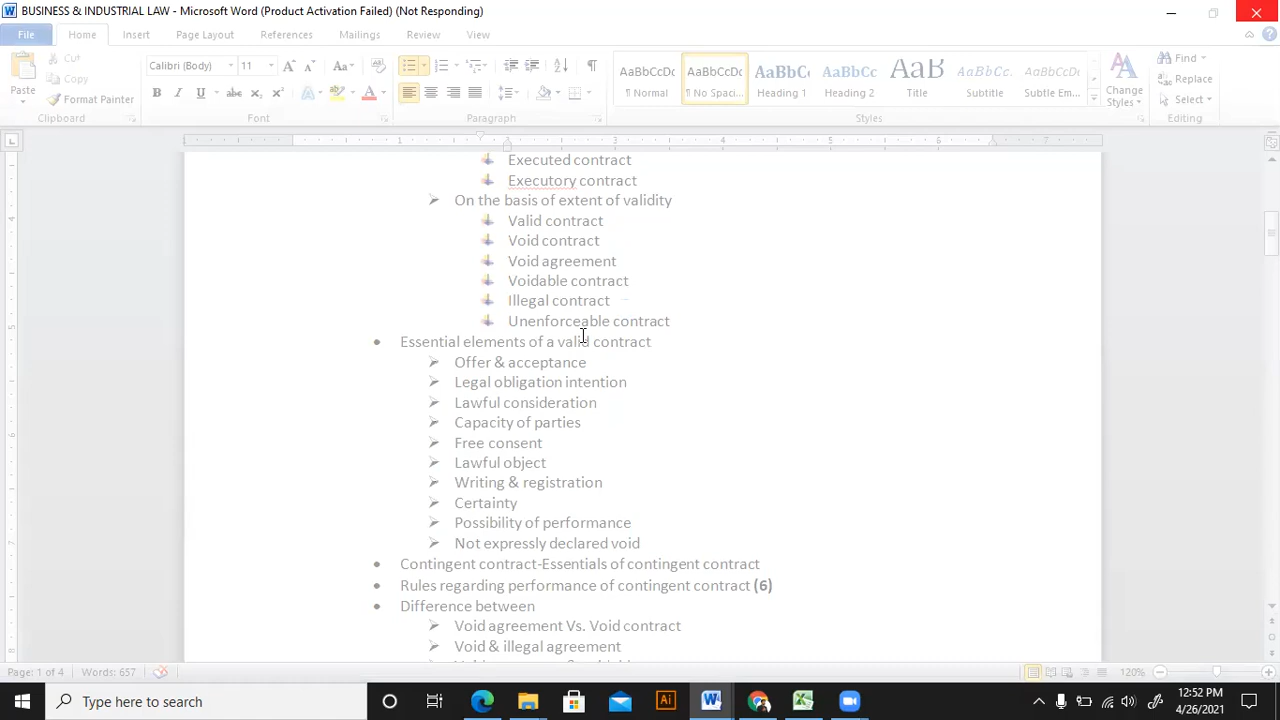 BUSINESS & INDUSTRIAL LAW - Microsoft Word (Product Activation Failed) (Not Responding)
File Home Insert Page Layout References Mailings Review View
Paste
Cut
Copy
Format Painter
Clipboard
Calibri (Body) 11
Font
Paragraph
AaBbCcDc AaBbCcDc AaBbCc AaBbCc AaB AaBbCc AaBbCcDc
¶ Normal ¶ No Spaci... Heading 1 Heading 2 Title Subtitle Subtle Em...
Change Styles
Styles
Find
Replace
Select
Editing
Executed contract
Executory contract
On the basis of extent of validity
Valid contract
Void contract
Void agreement
Voidable contract
Illegal contract
Unenforceable contract
Essential elements of a valid contract
Offer & acceptance
Legal obligation intention
Lawful consideration
Capacity of parties
Free consent
Lawful object
Writing & registration
Certainty
Possibility of performance
Not expressly declared void
Contingent contract-Essentials of contingent contract
Rules regarding performance of contingent contract (6)
Difference between
Void agreement Vs. Void contract
Void & illegal agreement
Page: 1 of 4 Words: 657 120%
Type here to search
12:52 PM
4/26/2021